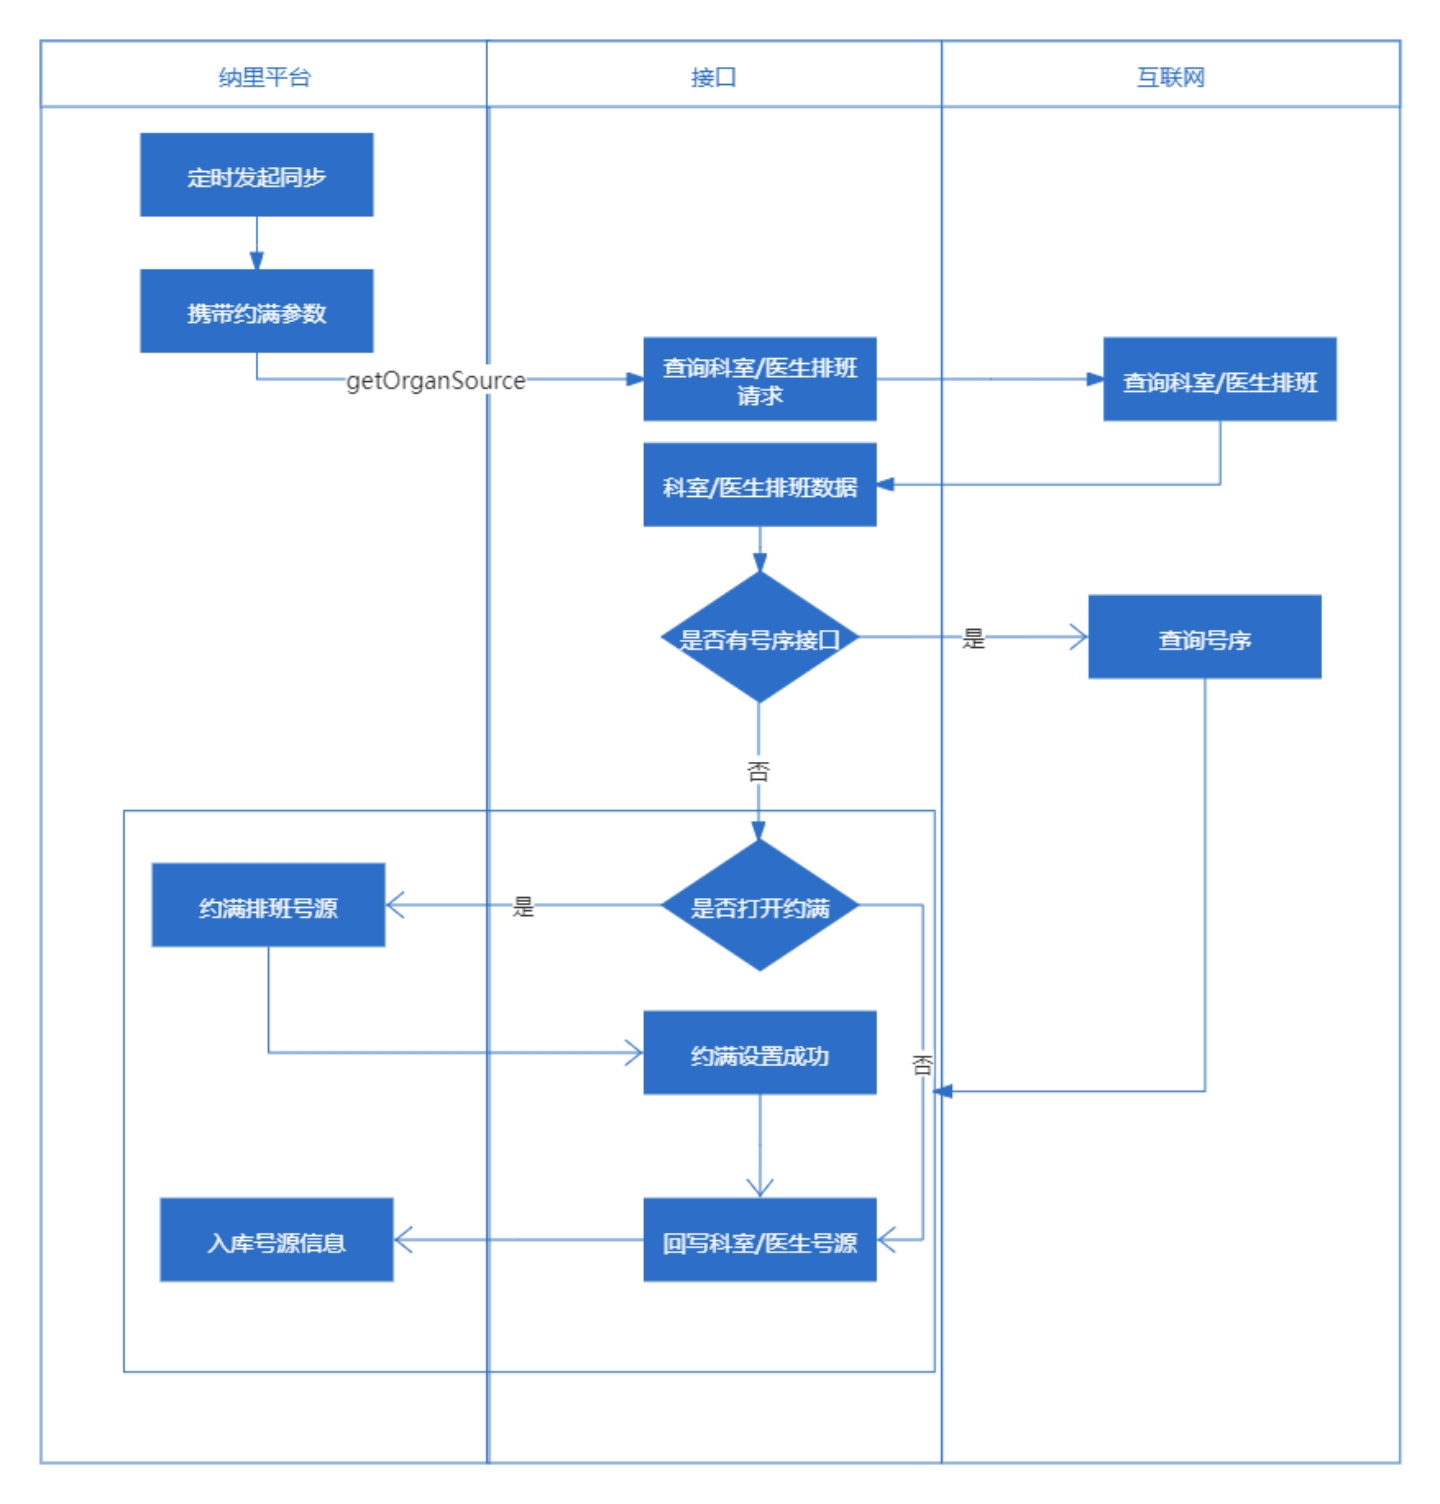 纳里平台
接口
互联网
定时发起同步
携带约满参数
getOrganSource
查询科室/医生排班
请求
查询科室/医生排班
科室/医生排班数据
是否有号序接口
是
查询号序
否
约满排班号源
是
是否打开约满
约满设置成功
否
入库号源信息
回写科室/医生号源